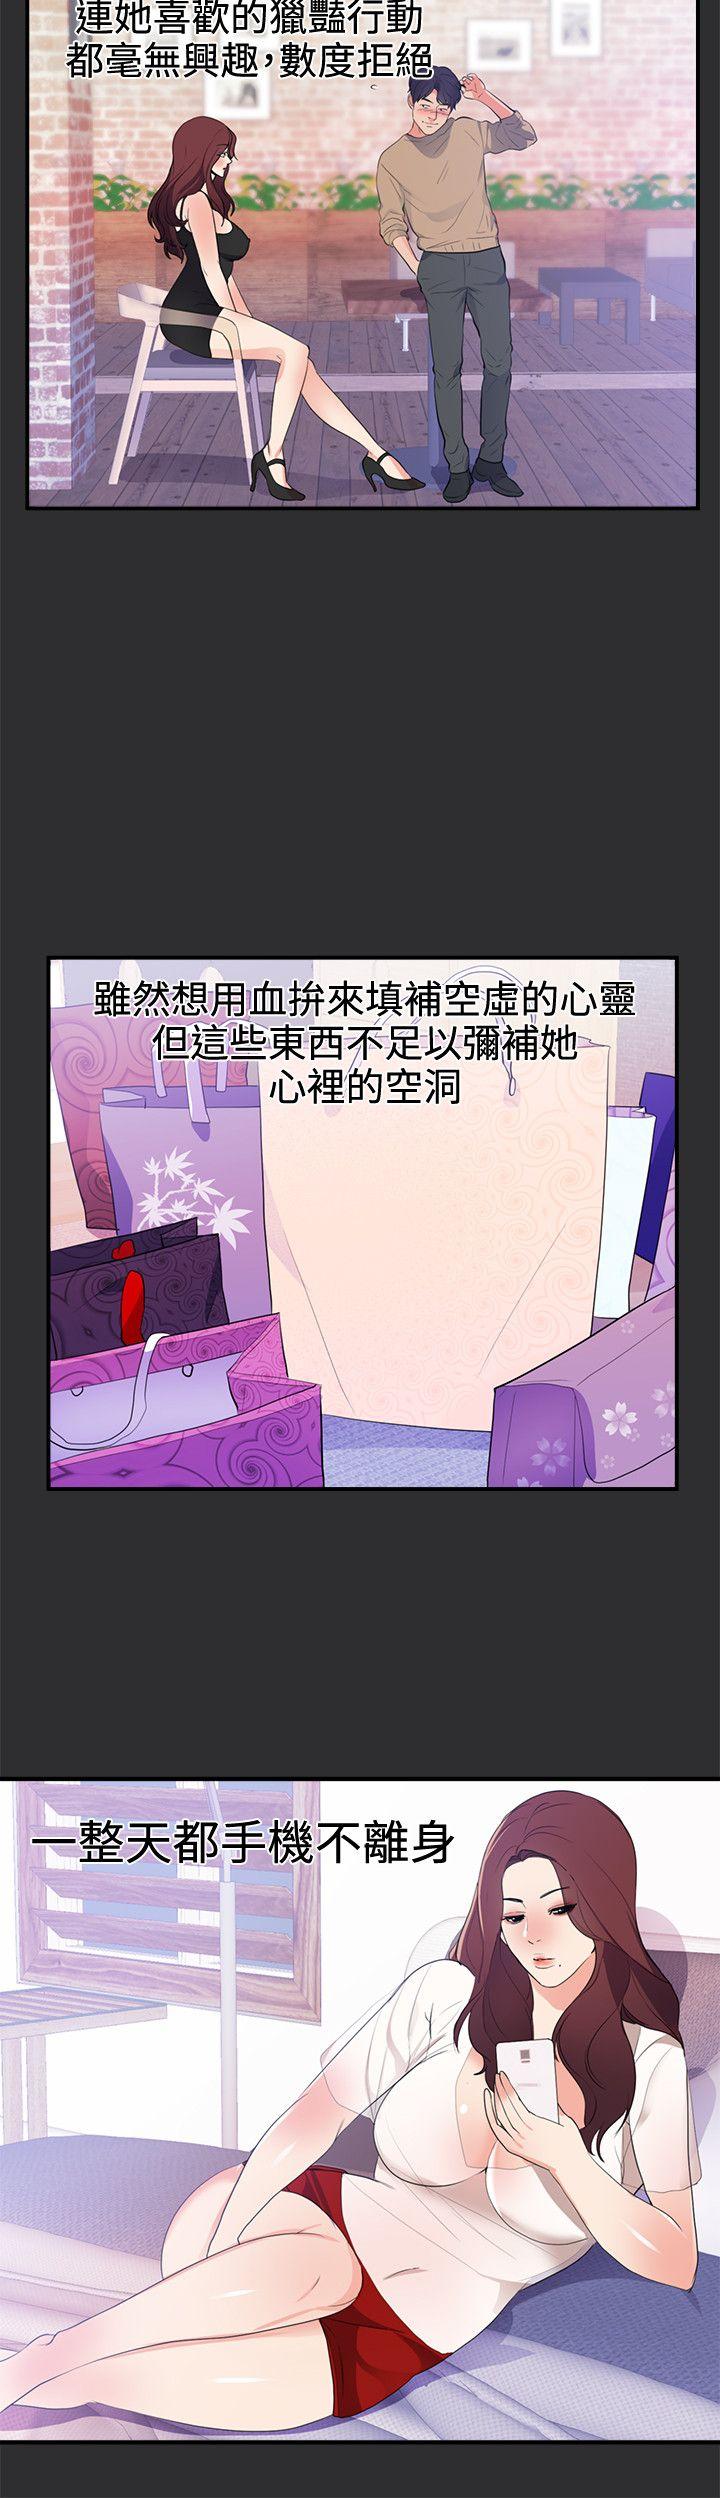 連她喜歡的獵豔行動
都毫無興趣，數度拒絕
雖然想用血拚來填補空虛的心靈
但這些東西不足以彌補她
心裡的空洞
一整天都手機不離身